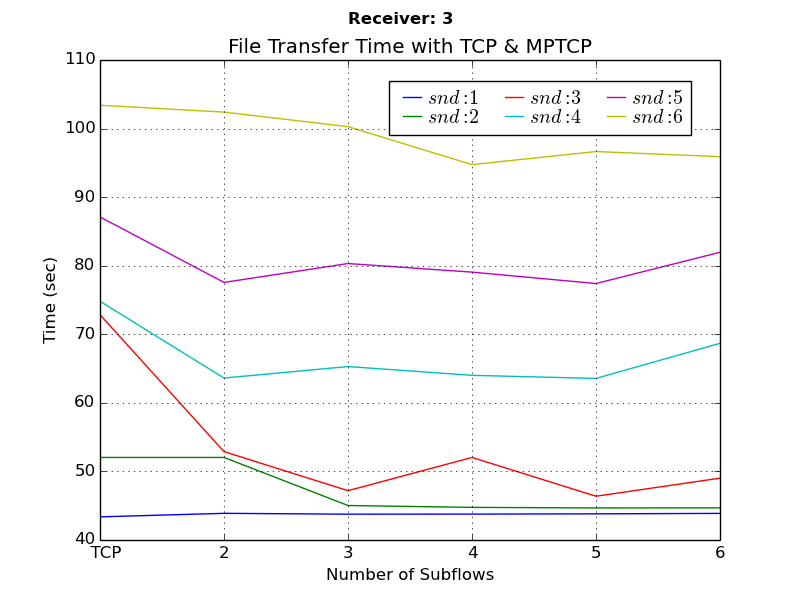 Receiver: 3
File Transfer Time with TCP & MPTCP
110
100
90
80
70
60
50
40
Time (sec)
snd:1 snd:3 snd:5
snd:2 snd:4 snd:6
TCP 2 3 4 5 6
Number of Subflows